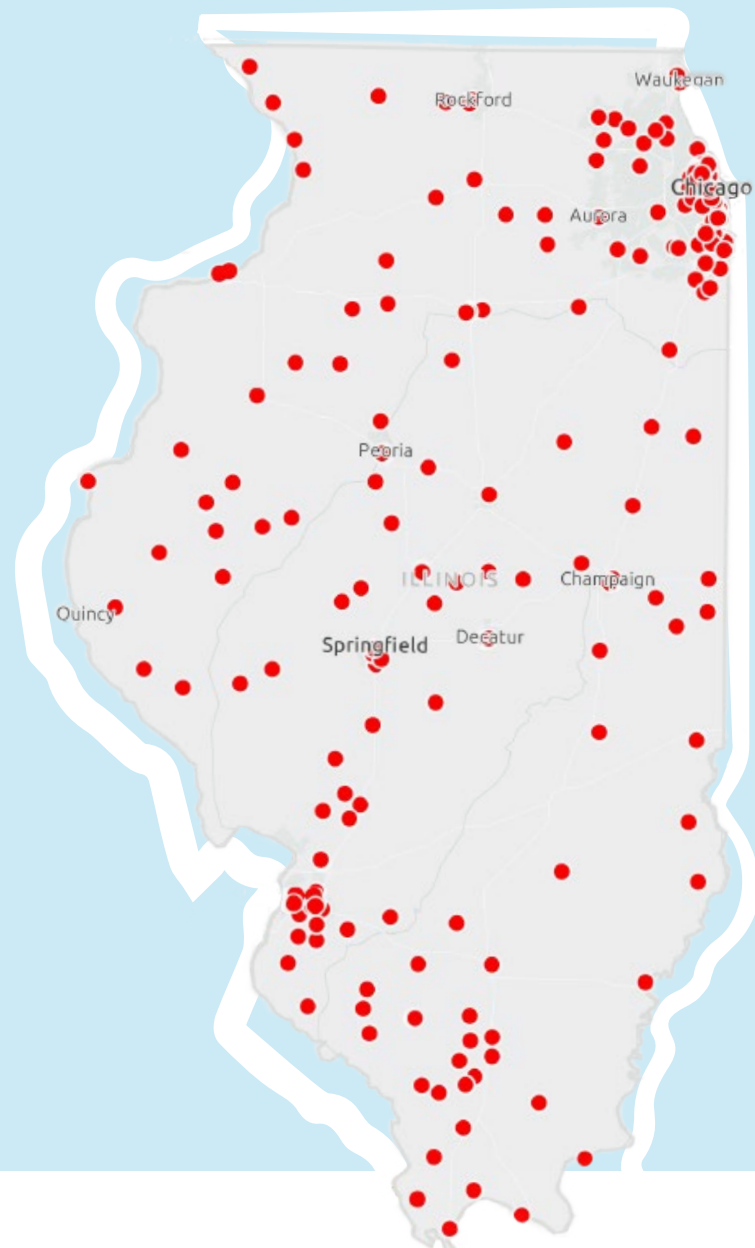 Waukegan
Rockford
Chicago
Aurora
Peoria
ILLINOIS
Champaign
Quincy
Decatur
Springfield